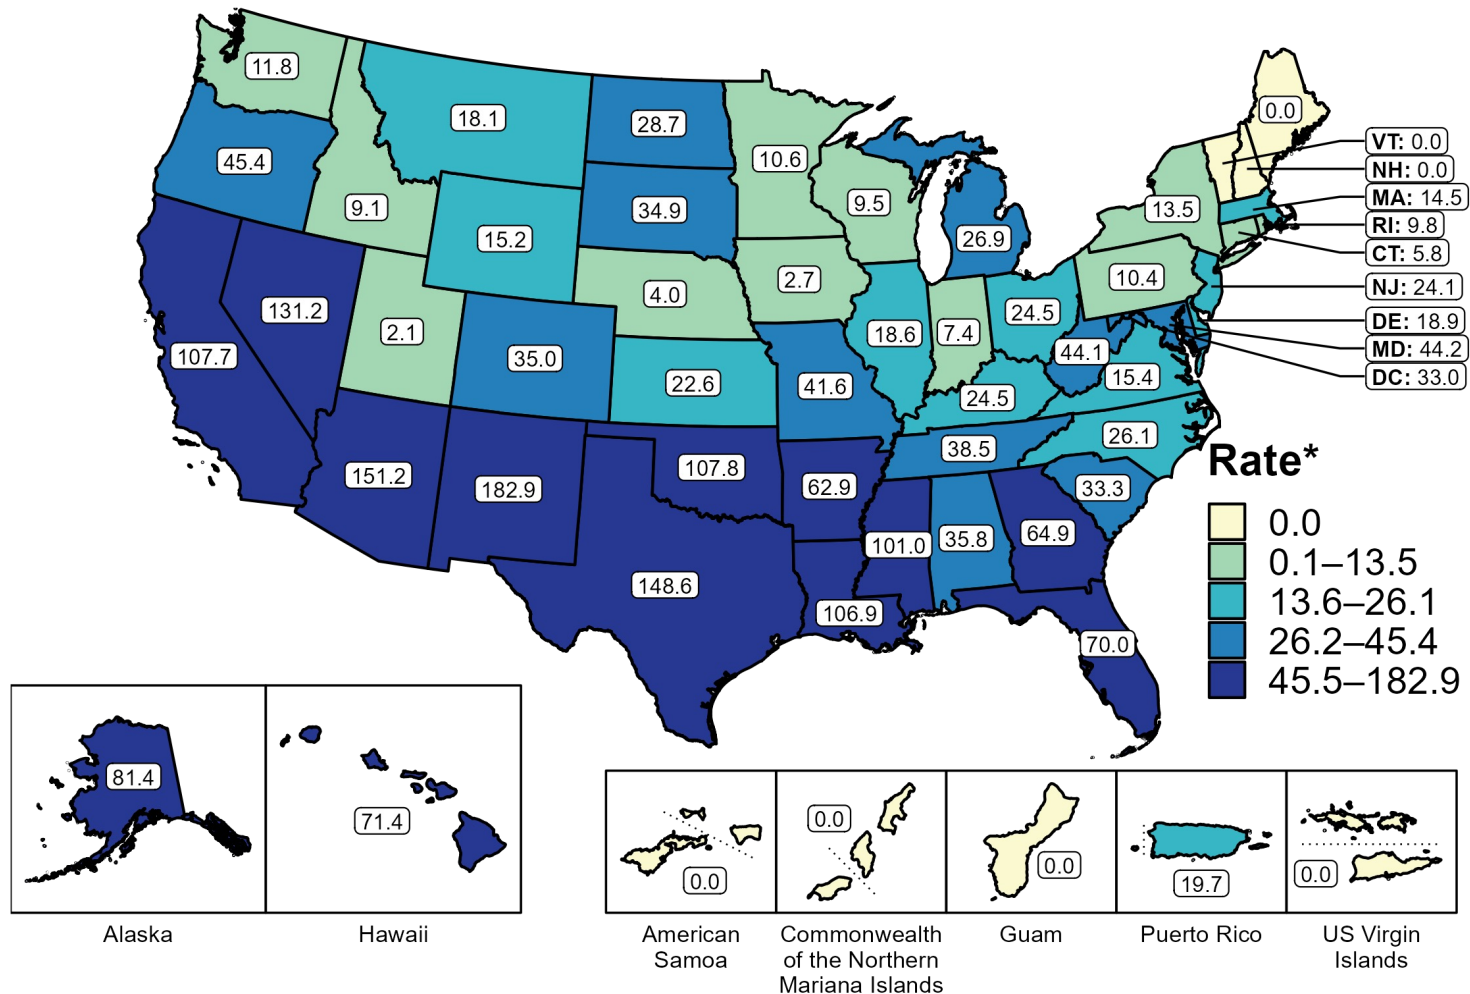 11.8
18.1
28.7
10.6
0.0
45.4
9.1
15.2
34.9
9.5
26.9
13.5
VT: 0.0
NH: 0.0
MA: 14.5
RI: 9.8
CT: 5.8
NJ: 24.1
DE: 18.9
MD: 44.2
DC: 33.0
107.7
131.2
2.1
35.0
4.0
2.7
18.6
7.4
24.5
10.4
22.6
41.6
24.5
44.1
15.4
151.2
182.9
107.8
62.9
38.5
26.1
148.6
106.9
101.0
35.8
64.9
33.3
70.0
Rate*
0.0
0.1–13.5
13.6–26.1
26.2–45.4
45.5–182.9
81.4
71.4
0.0
0.0
0.0
19.7
0.0
Alaska
Hawaii
American
Samoa
Commonwealth
of the Northern
Mariana Islands
Guam
Puerto Rico
US Virgin
Islands